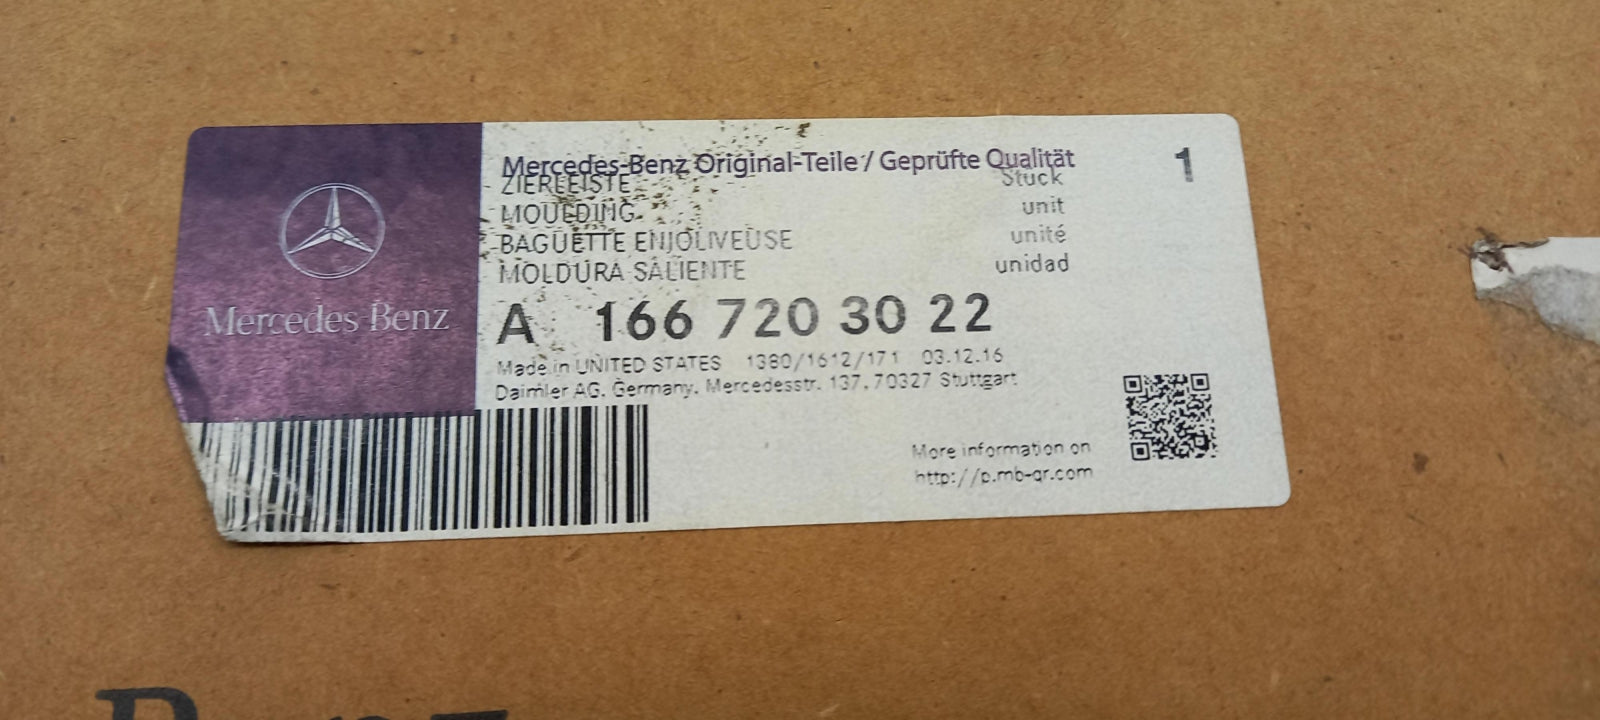 Mercedes-Benz Original-Teile / Geprüfte Qualität 1
ZIERLEISTE Stuck
MOULDING unit
BAGUETTE ENJOLIVEUSE unité
MOLDURA SALIENTE unidad
Mercedes Benz
A 166 720 30 22
Made in UNITED STATES 1380/1612/171 03.12.16
Daimler AG, Germany, Mercedesstr. 137, 70327 Stuttgart
More information on
http://p.mb-qr.com
Benz